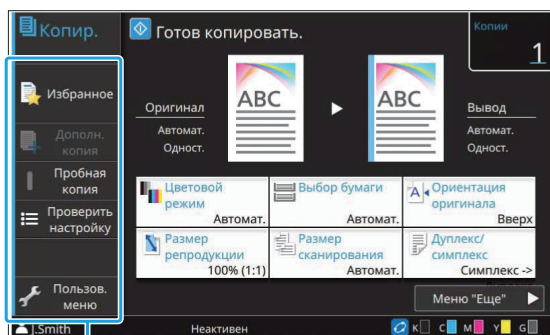 Копир.
Готов копировать.
Копии
1
Избранное
Дополн.
копия
Пробная
копия
Проверить
настройку
Пользов.
меню
Оригинал
Автомат.
Одност.
ABC
ABC
Вывод
Автомат.
Одност.
Цветовой
режим
Автомат.
Выбор бумаги
Автомат.
Ориентация
оригинала
Вверх
Размер
репродукции
100% (1:1)
Размер
сканирования
Автомат.
Дуплекс/
симплекс
Симплекс ->
Меню "Еще"
J.Smith
Неактивен
K C M Y G